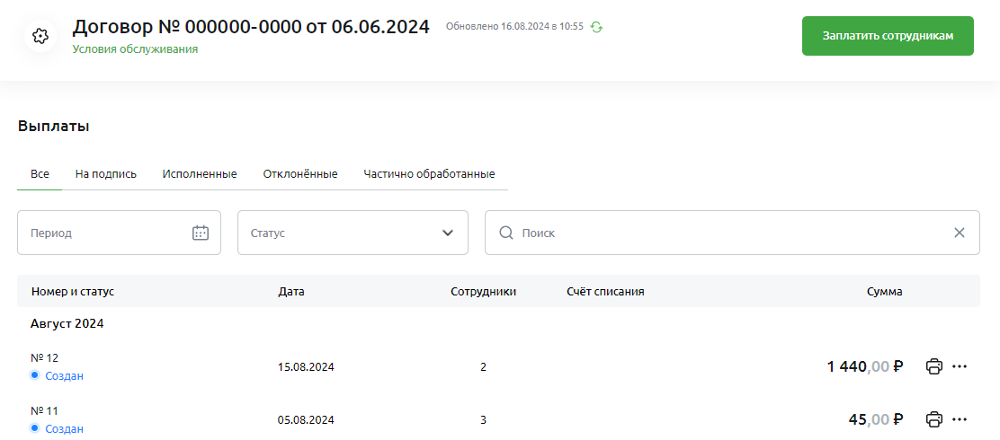 Договор № 000000-0000 от 06.06.2024 Обновлено 16.08.2024 в 10:55
Условия обслуживания
Заплатить сотрудникам
Выплаты
Все На подпись Исполненные Отклонённые Частично обработанные
Период Статус Поиск
Номер и статус Дата Сотрудники Счёт списания Сумма
Август 2024
№ 12
Создан
15.08.2024 2 1 440,00 ₽
№ 11
Создан
05.08.2024 3 45,00 ₽